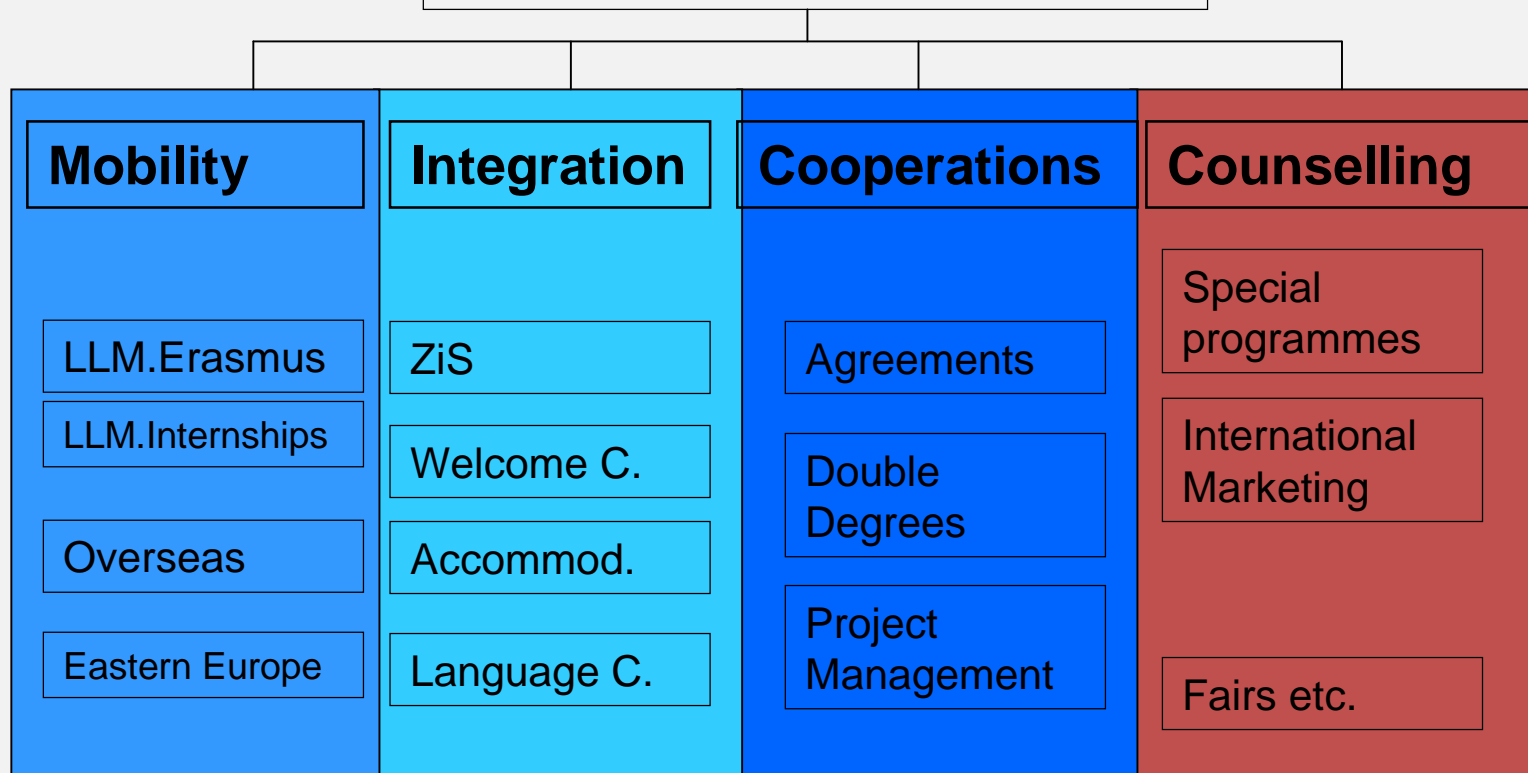 Mobility
LLM.Erasmus
LLM.Internships
Overseas
Eastern Europe
Integration
ZiS
Welcome C.
Accommod.
Language C.
Cooperations
Agreements
Double
Degrees
Project
Management
Counselling
Special
programmes
International
Marketing
Fairs etc.